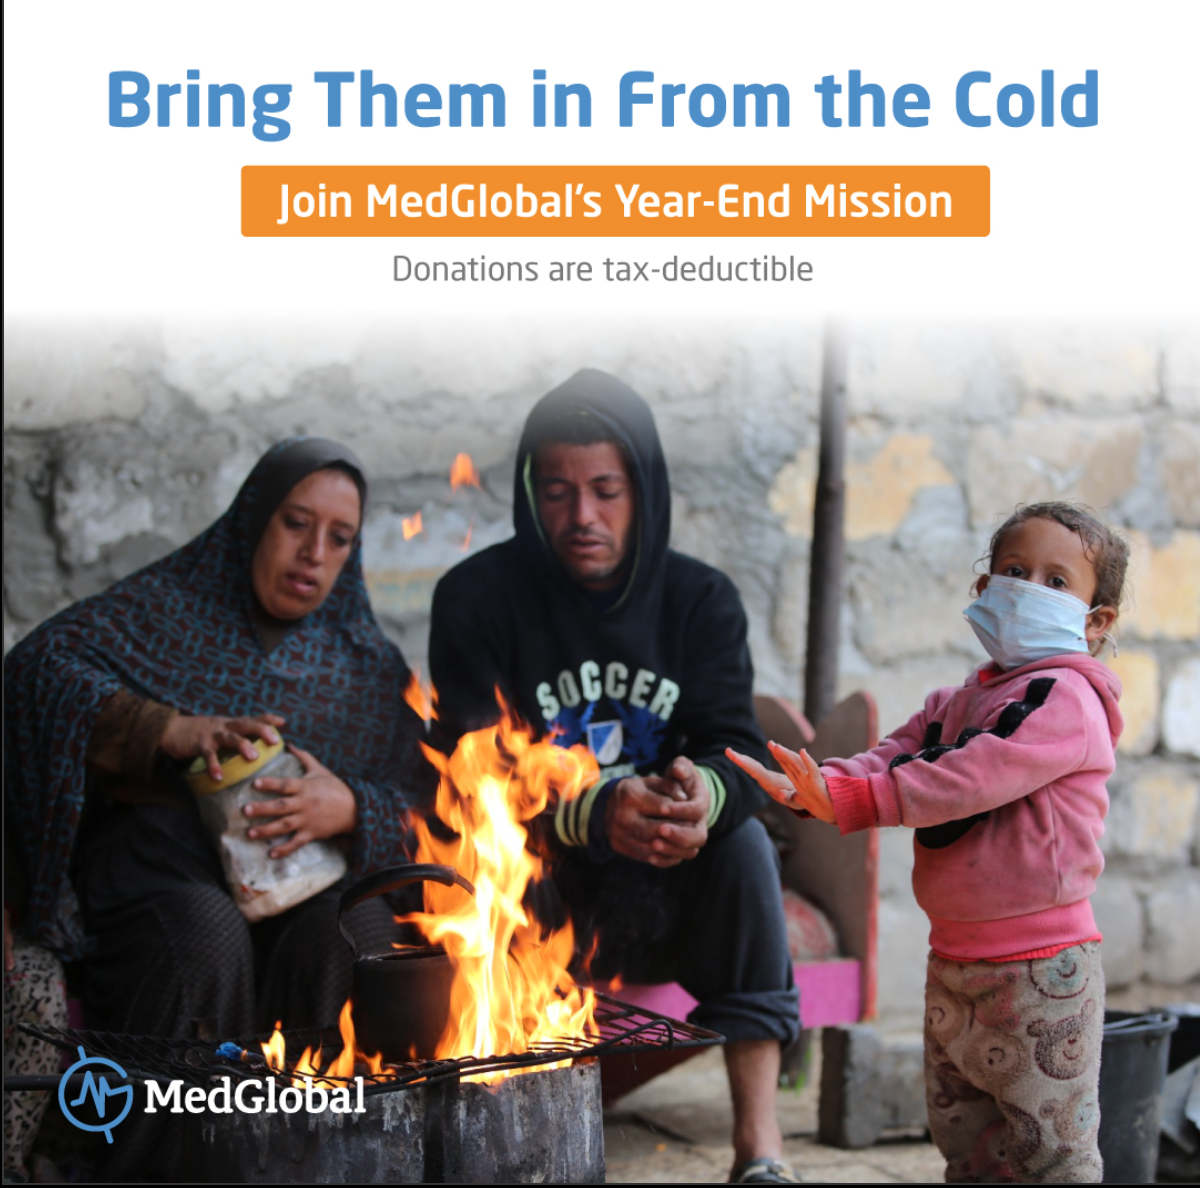 Bring Them in From the Cold
Join MedGlobal's Year-End Mission
Donations are tax-deductible
SOCCER
MedGlobal